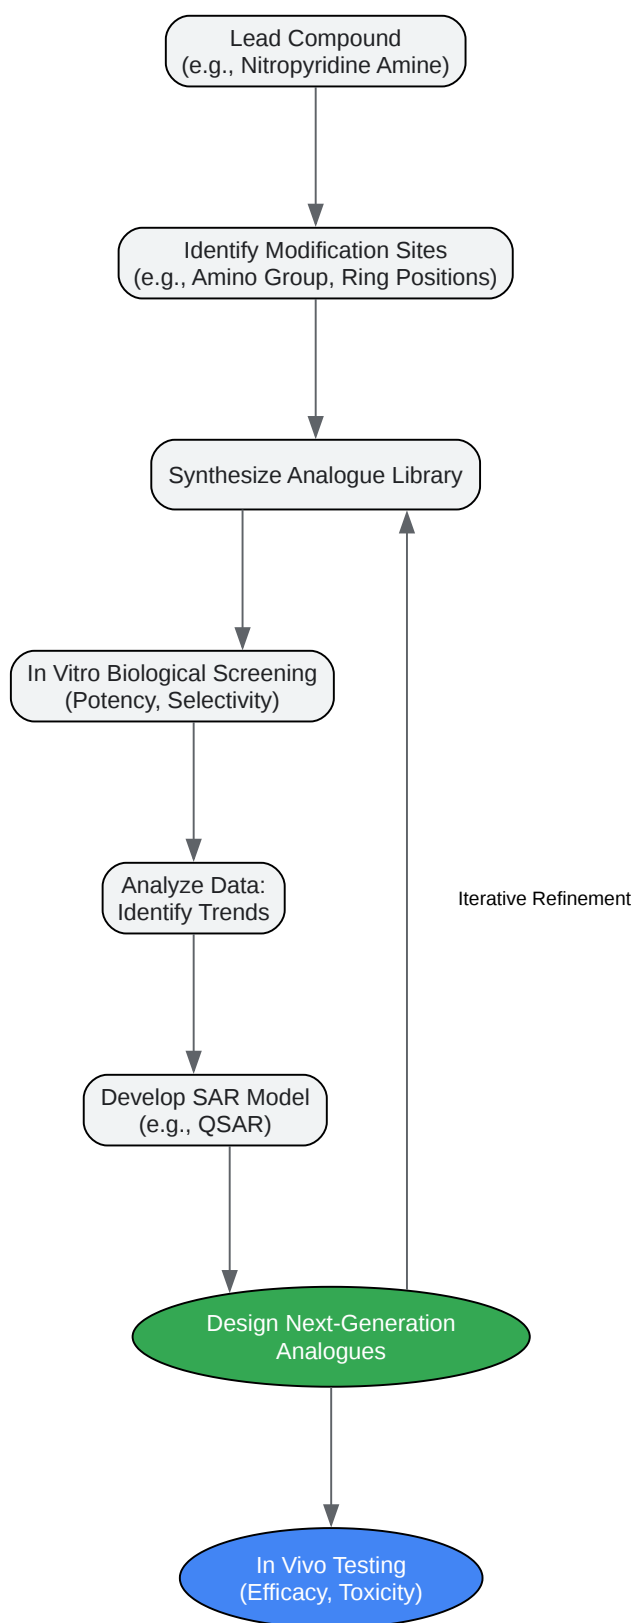 Lead Compound
(e.g., Nitropyridine Amine)
Identify Modification Sites
(e.g., Amino Group, Ring Positions)
Synthesize Analogue Library
In Vitro Biological Screening
(Potency, Selectivity)
Analyze Data:
Identify Trends
Iterative Refinement
Develop SAR Model
(e.g., QSAR)
Design Next-Generation
Analogues
In Vivo Testing
(Efficacy, Toxicity)